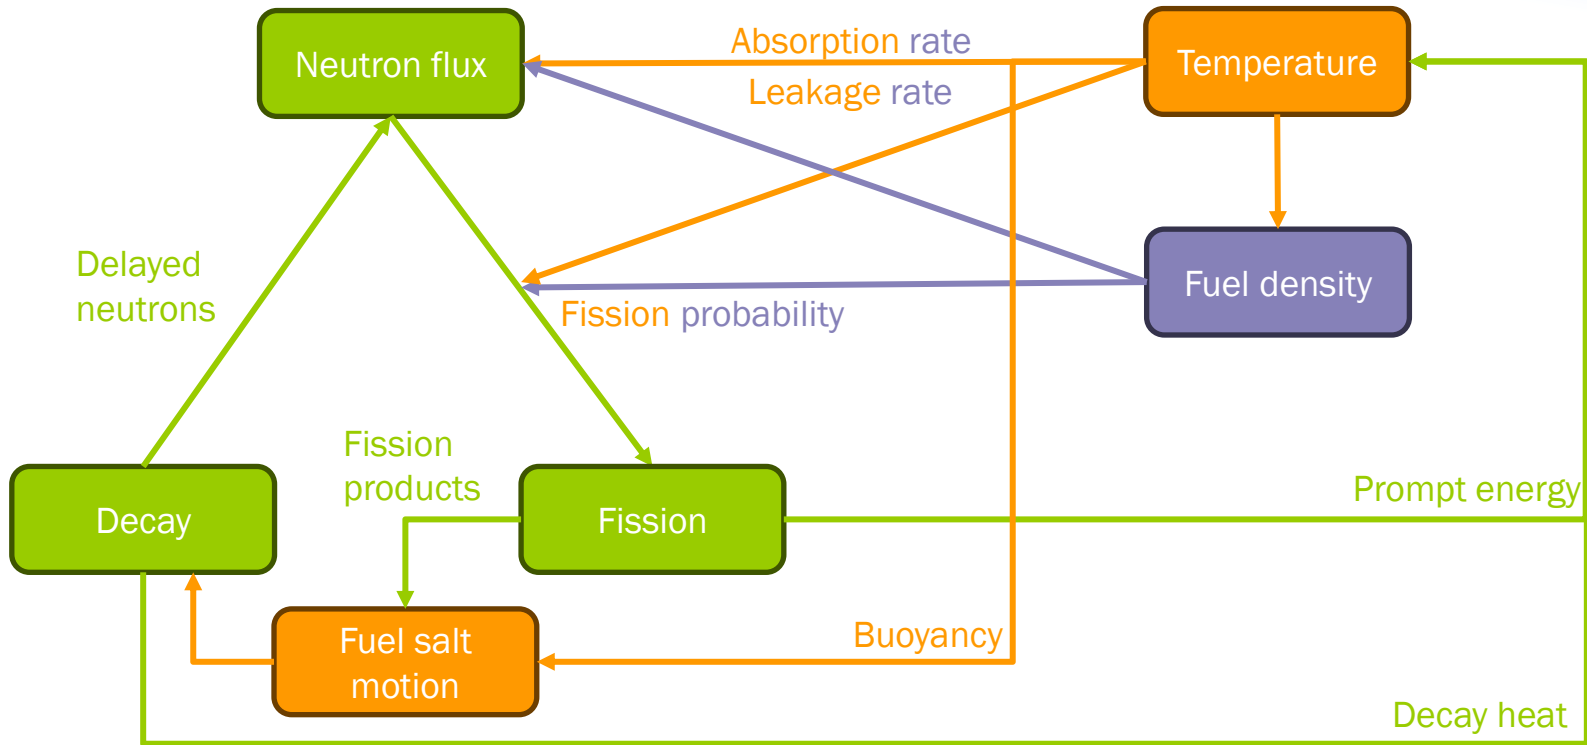 Neutron flux
Absorption rate
Leakage rate
Temperature
Delayed
neutrons
Fission probability
Fuel density
Fission
products
Decay
Fission
Prompt energy
Fuel salt
motion
Buoyancy
Decay heat